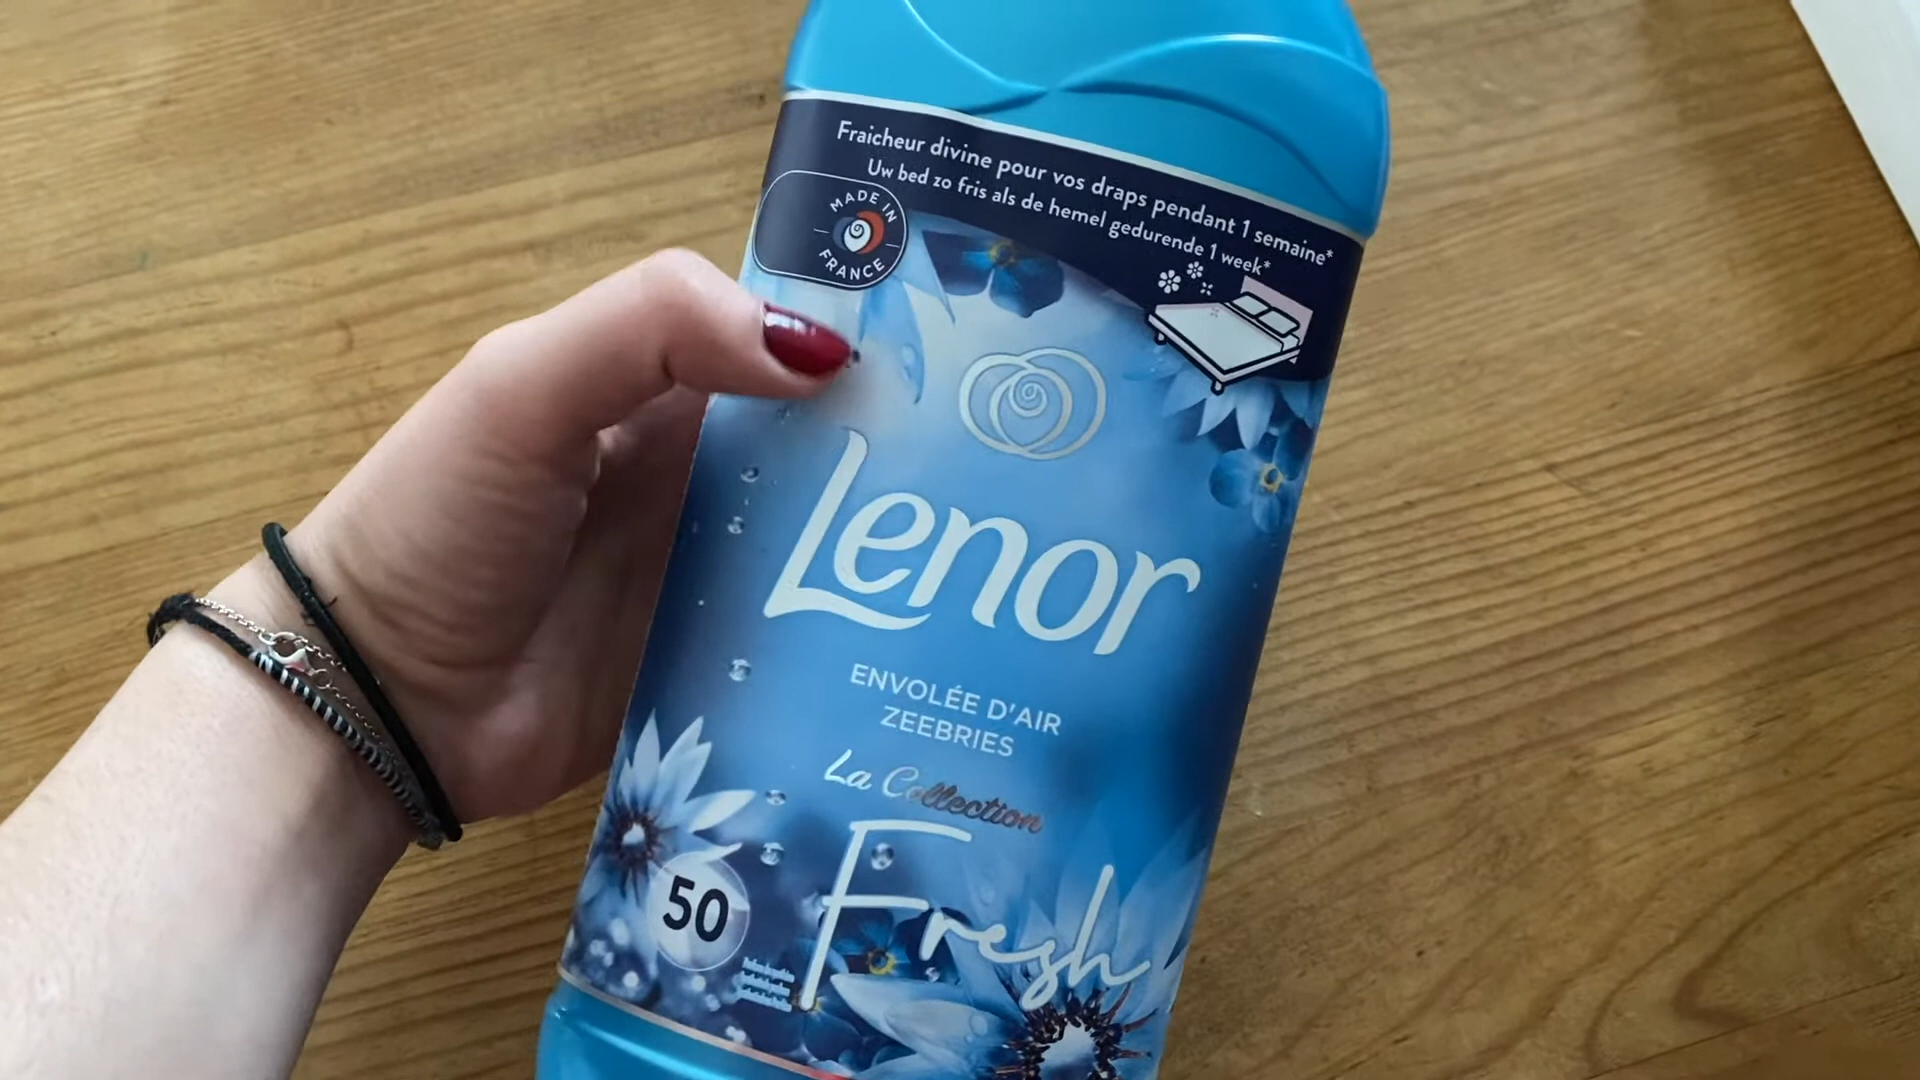 Fraicheur divine pour vos draps pendant 1 semaine*
Uw bed zo fris als de hemel gedurende 1 week*
MADE IN
FRANCE
Lenor
ENVOLÉE D'AIR
ZEEBRIES
La Collection
Fresh
50